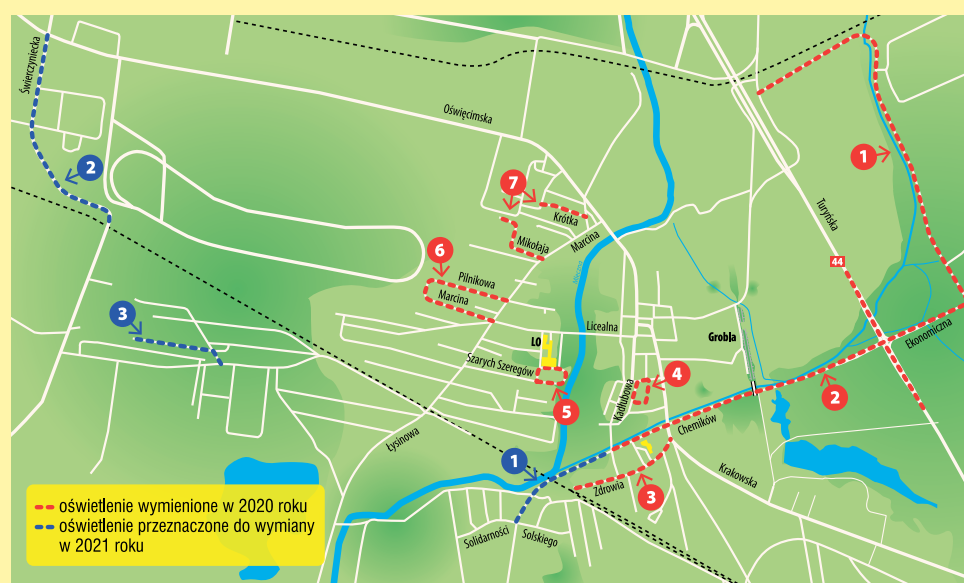 Świerczyniecka
Oświęcimska
1
2
7
Krótka
Turyńska
Marcina
Mikołaja
6
44
Pilnikowa
Marcina
3
Licealna
Ekonomiczna
LO
Grobla
Szarych Szeregów
4
2
Kadłubowa
5
Chemików
Łysinowa
1
Krakowska
Zdrowia
3
Solidarności
Solskiego
oświetlenie wymienione w 2020 roku
oświetlenie przeznaczone do wymiany
w 2021 roku